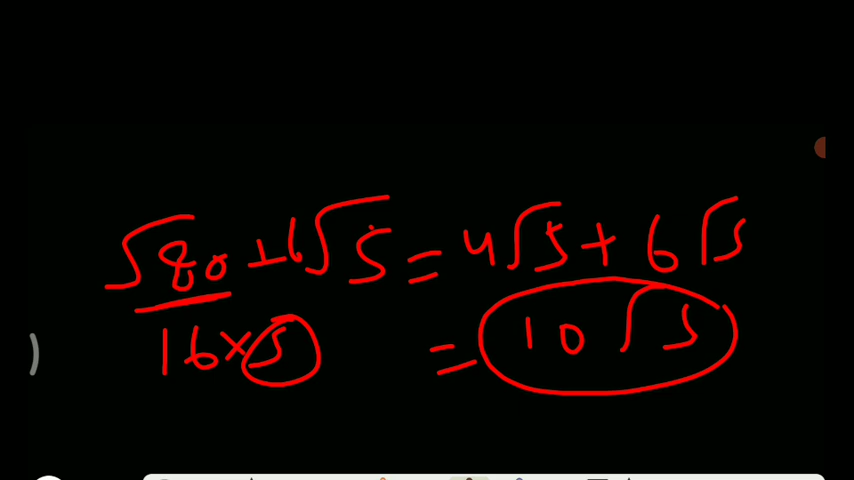 √80 + 6√5 = 4√5 + 6√5
16×5 = 10√5